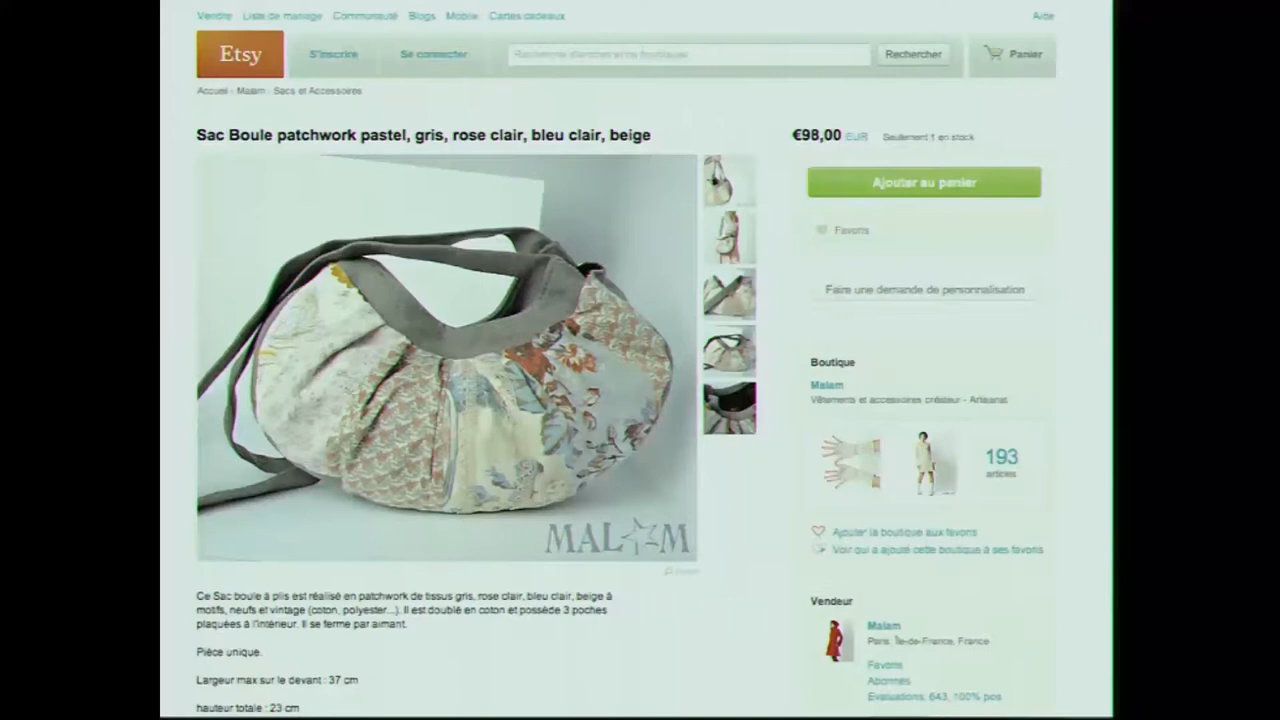 Vendre Liste de mariage Communauté Blogs Mobile Cartes cadeaux Aide
Etsy S'inscrire Se connecter Rechercher Panier
Accueil › Malam › Sacs et Accessoires
Sac Boule patchwork pastel, gris, rose clair, bleu clair, beige
€98,00 EUR Seulement 1 en stock
Ajouter au panier
Favoris
Faire une demande de personnalisation
Boutique
Malam
Vêtements et accessoires créateur - Artisanat
193
articles
MALAM
Ajouter la boutique aux favoris
Voir qui a ajouté cette boutique à ses favoris
Ce Sac boule à plis est réalisé en patchwork de tissus gris, rose clair, bleu clair, beige à
motifs, neufs et vintage (coton, polyester...). Il est doublé en coton et possède 3 poches
plaquées à l'intérieur. Il se ferme par aimant.
Pièce unique.
Largeur max sur le devant : 37 cm
hauteur totale : 23 cm
Vendeur
Malam
Paris, Île-de-France, France
Favoris
Abonnés
Evaluations: 643, 100% pos